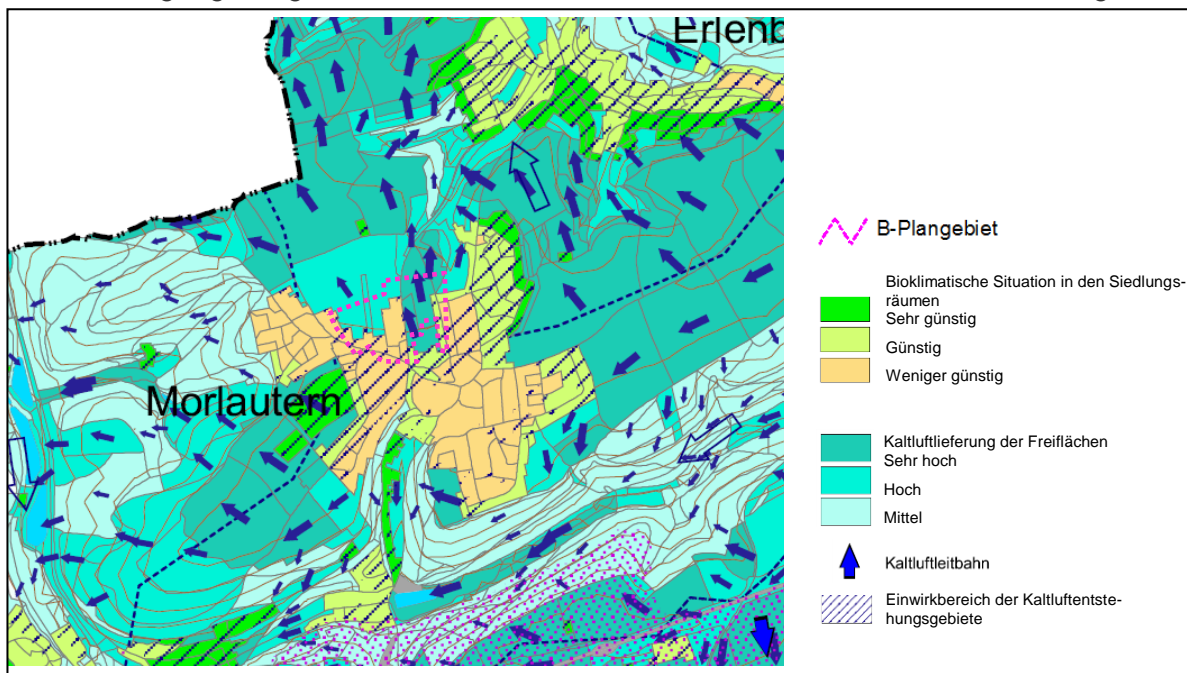 Erlenb
Morlautern
B-Plangebiet
Bioklimatische Situation in den Siedlungs-
räumen
Sehr günstig
Günstig
Weniger günstig
Kaltluftlieferung der Freiflächen
Sehr hoch
Hoch
Mittel
Kaltluftleitbahn
Einwirkbereich der Kaltluftentste-
hungsgebiete